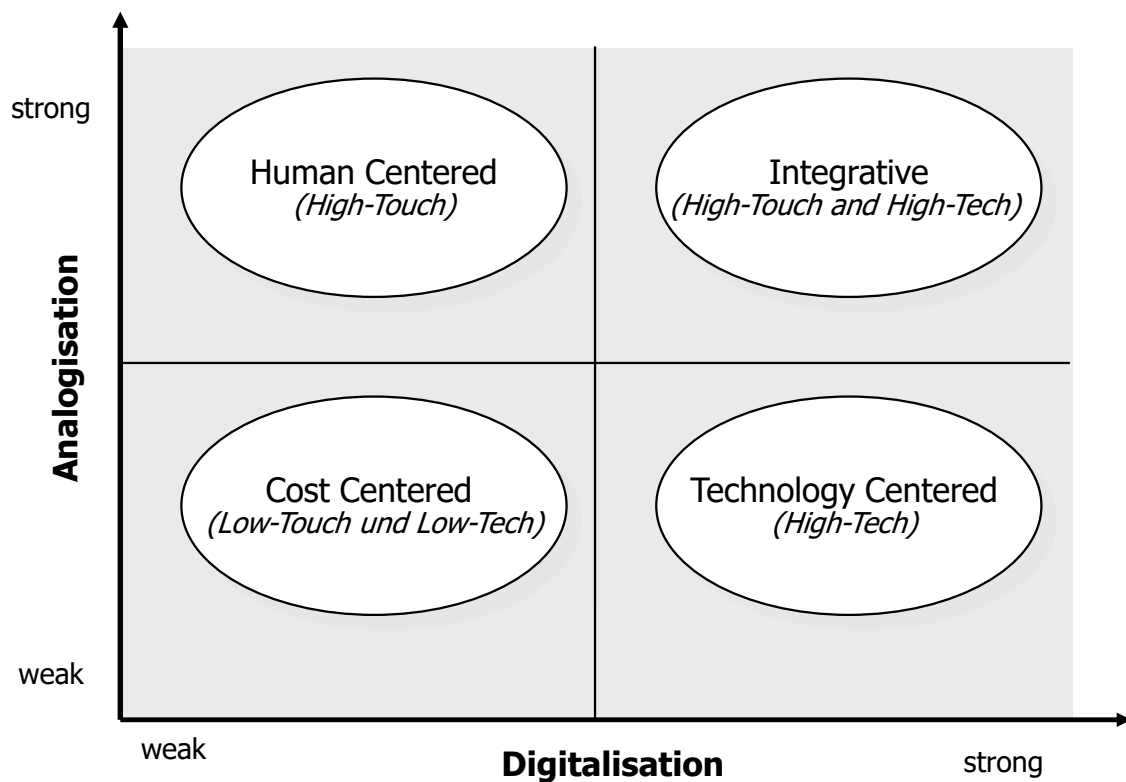 strong
Human Centered
(High-Touch)
Integrative
(High-Touch and High-Tech)
Analogisation
Cost Centered
(Low-Touch und Low-Tech)
Technology Centered
(High-Tech)
weak
weak
Digitalisation
strong